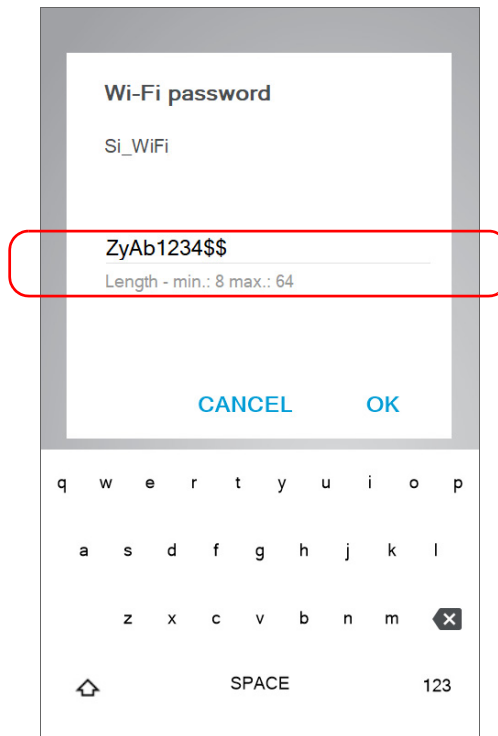 Wi-Fi password
Si_WiFi
ZyAb1234$$
Length - min.: 8 max.: 64
CANCEL OK
q w e r t y u i o p
a s d f g h j k l
z x c v b n m
SPACE 123